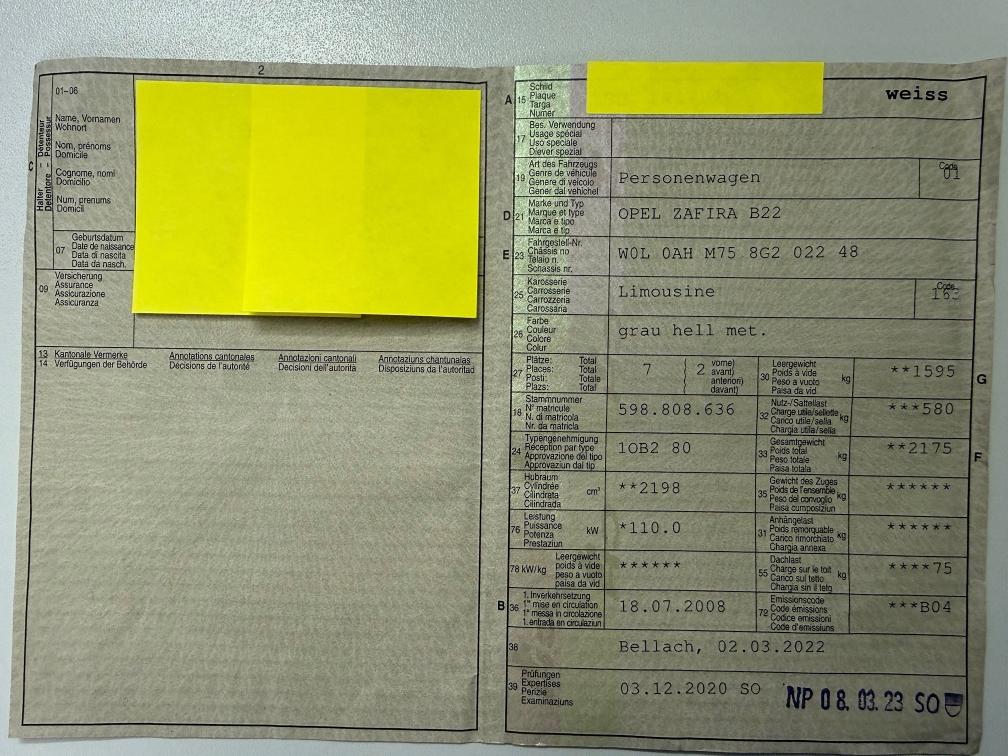 2
01-06
Halter - Détenteur
Detentore - Possessur
C
Name, Vornamen
Wohnort
Nom, prénoms
Domicile
Cognome, nomi
Domicilio
Num, prenums
Domicil
07
Geburtsdatum
Date de naissance
Data di nascita
Data da nasch.
09
Versicherung
Assurance
Assicurazione
Assicuranza
13 Kantonale Vermerke Annotations cantonales Annotazioni cantonali Annotaziuns chantunalas
14 Verfügungen der Behörde Décisions de l'autorité Decisioni dell'autorità Disposiziuns da l'autoritad
A 15
Schild
Plaque
Targa
Numer
weiss
17
Bes. Verwendung
Usage spécial
Uso speciale
Diever spezial
19
Art des Fahrzeugs
Genre de véhicule
Genere di veicolo
Gener dal vehichel
Personenwagen
Code
01
D 21
Marke und Typ
Marque et type
Marca e tipo
Marca e tip
OPEL ZAFIRA B22
E 23
Fahrgestell-Nr.
Châssis no
Telaio n.
Schassis nr.
W0L 0AH M75 8G2 022 48
25
Karosserie
Carrosserie
Carrozzeria
Carossaria
Limousine
Code
26
Farbe
Couleur
Colore
Colur
grau hell met.
27
Plätze: Total
Places: Total
Posti: Totale
Plazs: Total
7
( 2
vorne)
avant)
anteriori)
davant)
30
Leergewicht
Poids à vide
Peso a vuoto
Paisa da vid
kg
**1595
G
18
Stammnummer
N° matricule
N. di matricola
Nr. da matricla
598.808.636
32
Nutz-/Sattellast
Charge utile/sellette
Carico utile/sella
Chargia utila/sella
kg
***580
24
Typengenehmigung
Réception par type
Approvazione del tipo
Approvaziun dal tip
1OB2 80
33
Gesamtgewicht
Poids total
Peso totale
Paisa totala
kg
**2175
F
37
Hubraum
Cylindrée
Cilindrata
Cilindrada
cm³
**2198
35
Gewicht des Zuges
Poids de l'ensemble
Peso del convoglio
Paisa cumposiziun
kg
******
76
Leistung
Puissance
Potenza
Prestaziun
kW
*110.0
31
Anhängelast
Poids remorquable
Carico rimorchiato
Chargia annexa
kg
******
78 kW/kg
Leergewicht
poids à vide
peso a vuoto
paisa da vid
******
55
Dachlast
Charge sur le toit
Carico sul tetto
Chargia sin il tetg
kg
****75
B 36
1. Inverkehrsetzung
1re mise en circulation
1a messa in circolazione
1. entrada en circulaziun
18.07.2008
72
Emissionscode
Code émissions
Codice emissioni
Code d'emissiuns
***B04
38
Bellach, 02.03.2022
39
Prüfungen
Expertises
Perizie
Examinaziuns
03.12.2020 SO
NP 08. 03. 23 SO